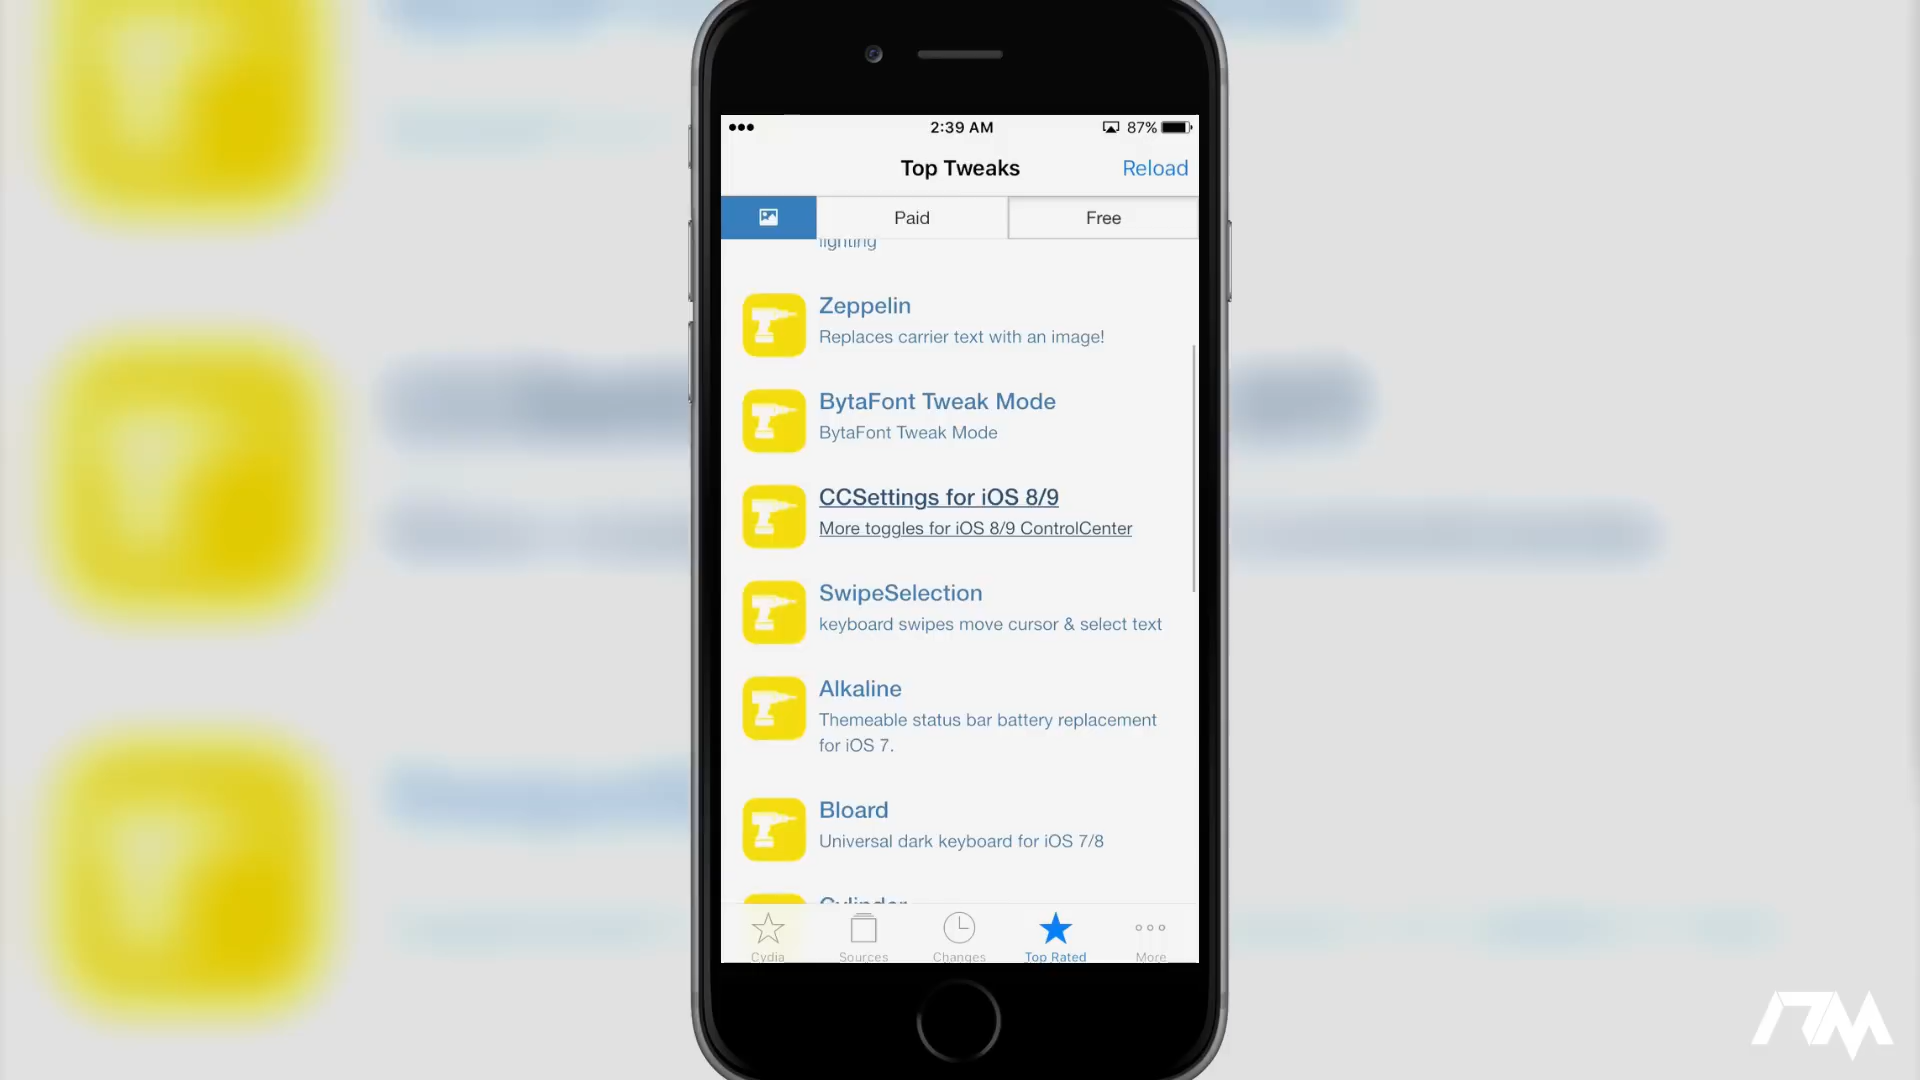 2:39 AM
87%
Top Tweaks
Reload
Paid
Free
lighting
Zeppelin
Replaces carrier text with an image!
BytaFont Tweak Mode
BytaFont Tweak Mode
CCSettings for iOS 8/9
More toggles for iOS 8/9 ControlCenter
SwipeSelection
keyboard swipes move cursor & select text
Alkaline
Themeable status bar battery replacement
for iOS 7.
Bloard
Universal dark keyboard for iOS 7/8
Cylinder
Cydia
Sources
Changes
Top Rated
More